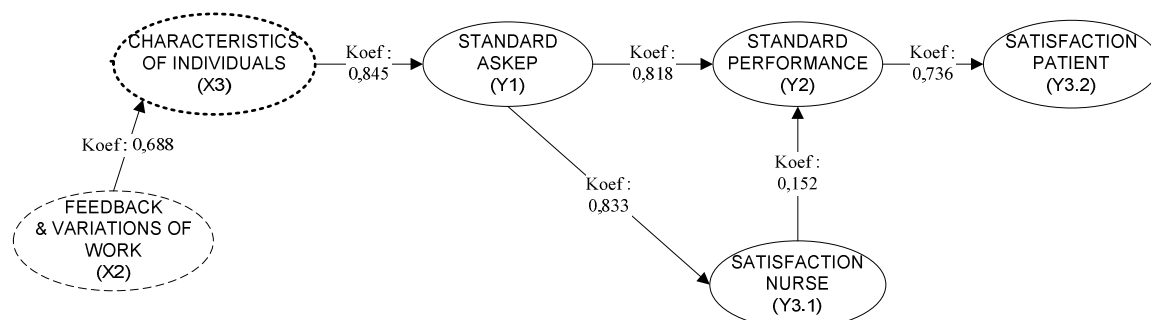 CHARACTERISTICS
OF INDIVIDUALS
(X3)
Koef :
0,845
STANDARD
ASKEP
(Y1)
Koef :
0,818
STANDARD
PERFORMANCE
(Y2)
Koef :
0,736
SATISFACTION
PATIENT
(Y3.2)
Koef : 0,688
Koef :
0,833
Koef :
0,152
FEEDBACK
& VARIATIONS OF
WORK
(X2)
SATISFACTION
NURSE
(Y3.1)